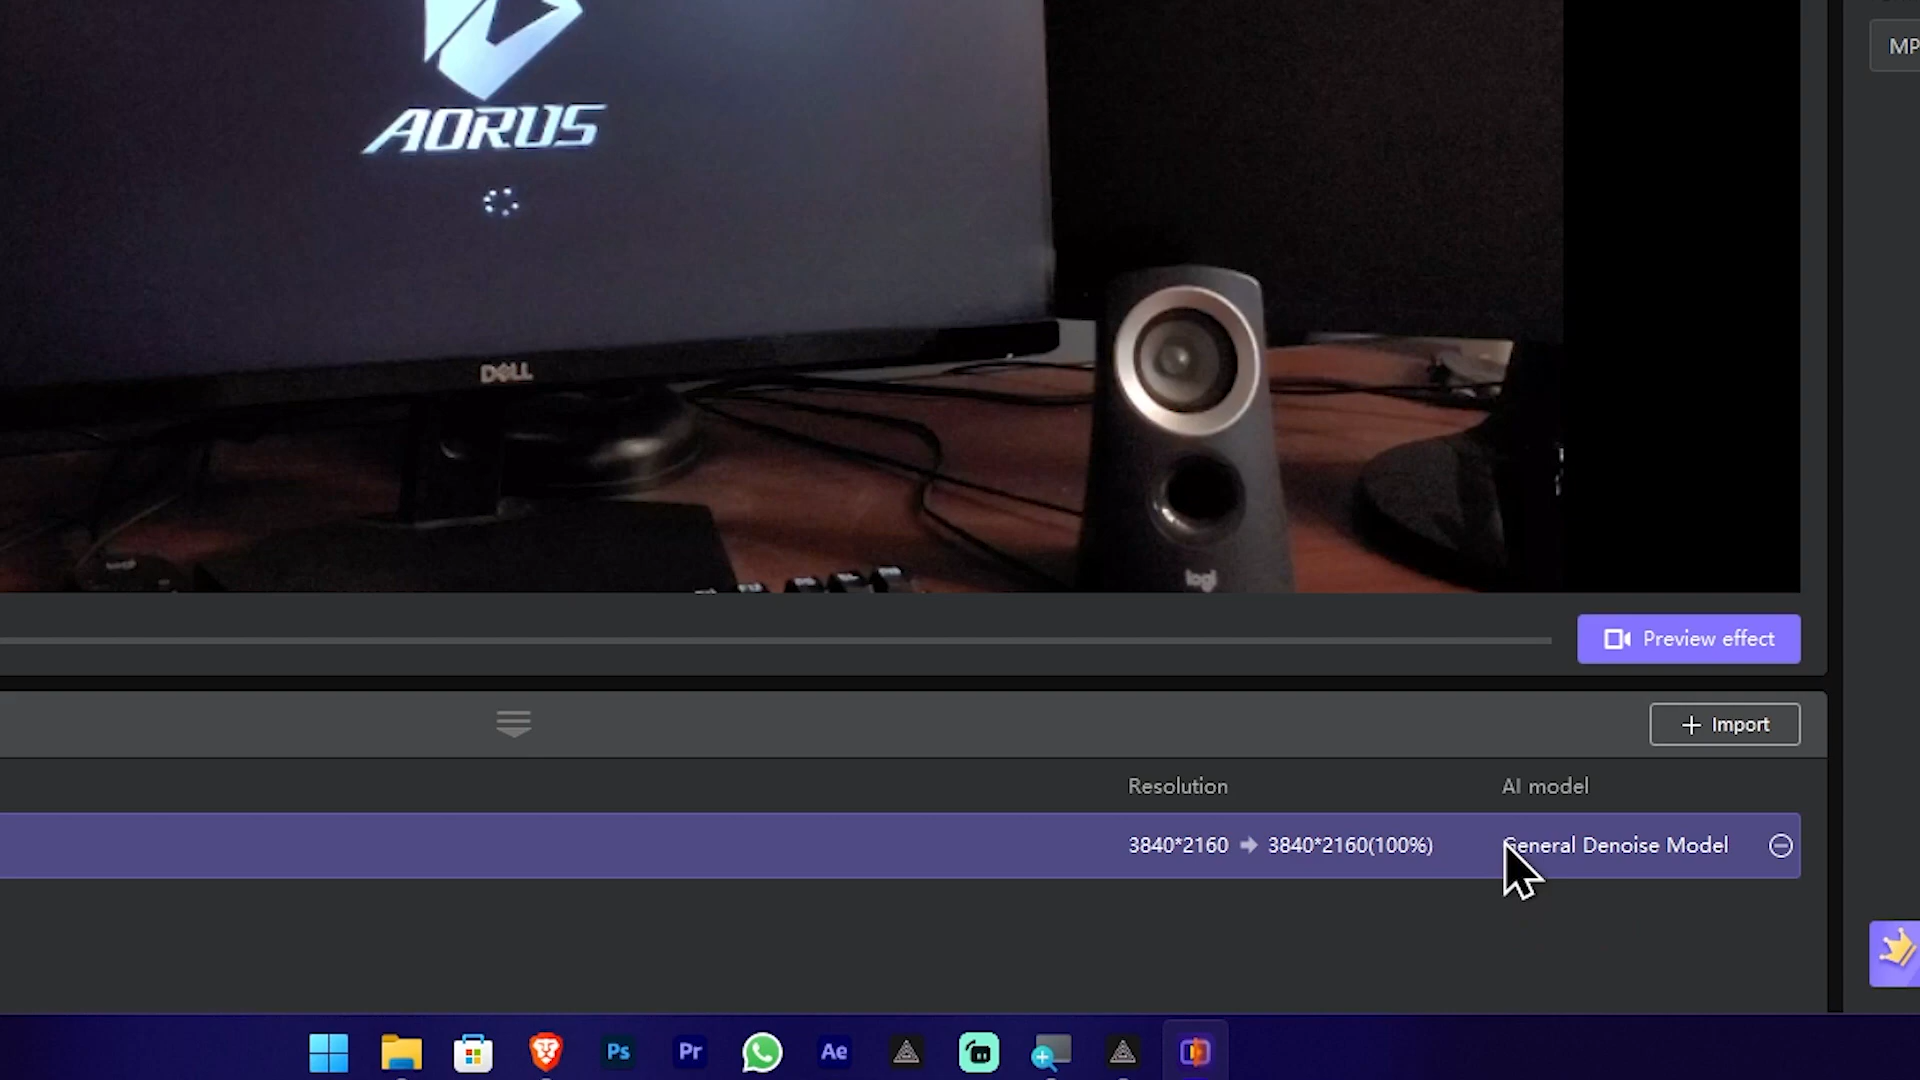 AORUS
DELL
logi
MP
Preview effect
Import
Resolution
AI model
3840*2160 3840*2160(100%)
General Denoise Model
Ps
Pr
Ae